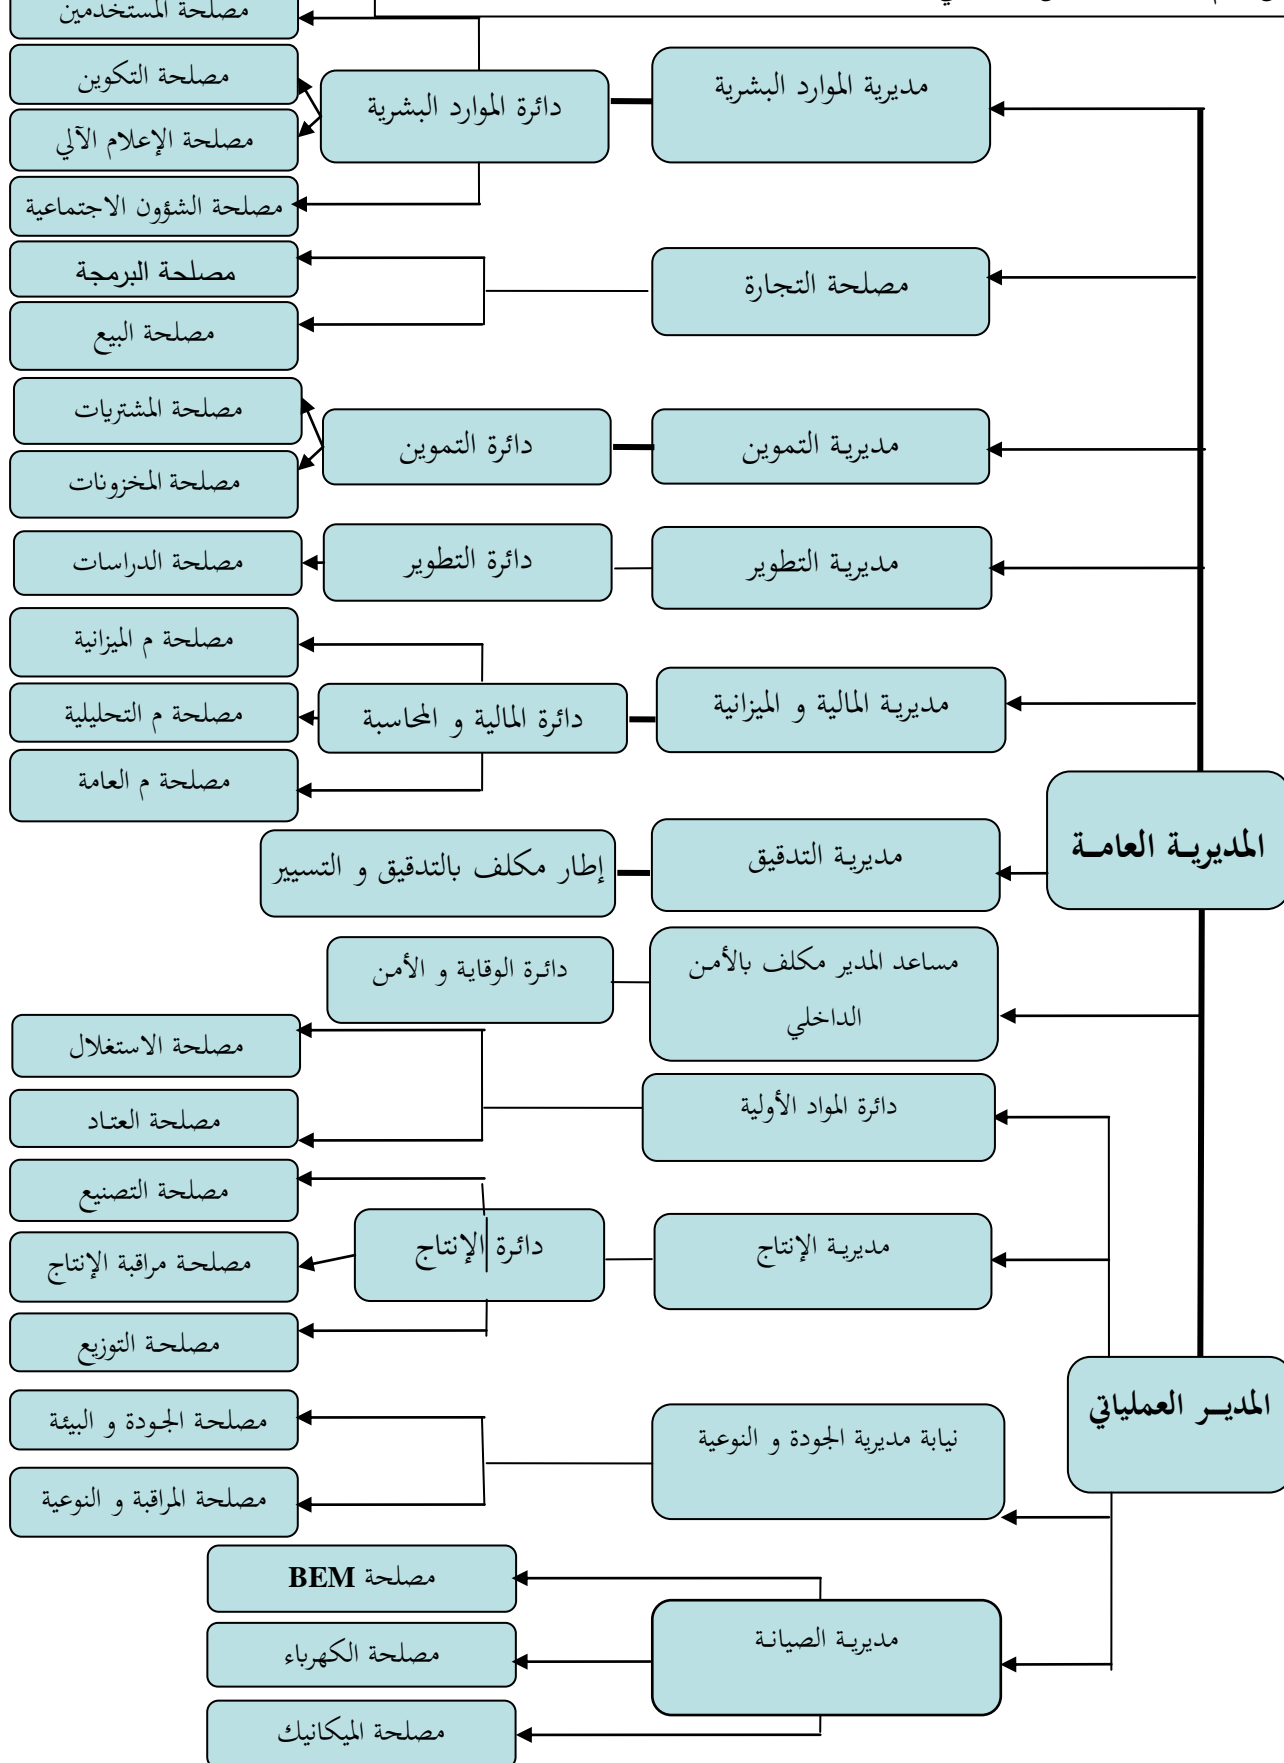 مصلحة المستخدمين
مديرية الموارد البشرية
دائرة الموارد البشرية
مصلحة التكوين
مصلحة الإعلام الآلي
مصلحة الشؤون الاجتماعية
مصلحة التجارة
مصلحة البرمجة
مصلحة البيع
مديرية التموين
دائرة التموين
مصلحة المشتريات
مصلحة المخزونات
مديرية التطوير
دائرة التطوير
مصلحة الدراسات
مديرية المالية و الميزانية
دائرة المالية و المحاسبة
مصلحة م الميزانية
مصلحة م التحليلية
مصلحة م العامة
المديرية العامة
مديرية التدقيق
إطار مكلف بالتدقيق و التسيير
مساعد المدير مكلف بالأمن
الداخلي
دائرة الوقاية و الأمن
دائرة المواد الأولية
مصلحة الاستغلال
مصلحة العتاد
مديرية الإنتاج
دائرة الإنتاج
مصلحة التصنيع
مصلحة مراقبة الإنتاج
مصلحة التوزيع
المدير العملياتي
نيابة مديرية الجودة و النوعية
مصلحة الجودة و البيئة
مصلحة المراقبة و النوعية
مديرية الصيانة
مصلحة BEM
مصلحة الكهرباء
مصلحة الميكانيك